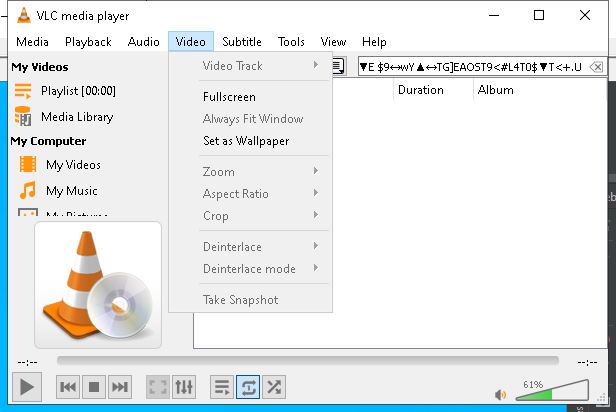 VLC media player
Media Playback Audio Video Subtitle Tools View Help
My Videos
Playlist [00:00]
Media Library
My Computer
My Videos
My Music
My Pictures
Video Track
Fullscreen
Always Fit Window
Set as Wallpaper
Zoom
Aspect Ratio
Crop
Deinterlace
Deinterlace mode
Take Snapshot
▼E $9↔wY▲↔TG]EAOST9<#L4T0$▼T<+.U
Duration Album
--:-- --:--
61%